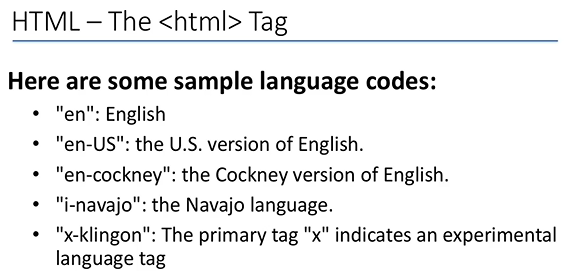 HTML – The <html> Tag
Here are some sample language codes:
• "en": English
• "en-US": the U.S. version of English.
• "en-cockney": the Cockney version of English.
• "i-navajo": the Navajo language.
• "x-klingon": The primary tag "x" indicates an experimental
language tag